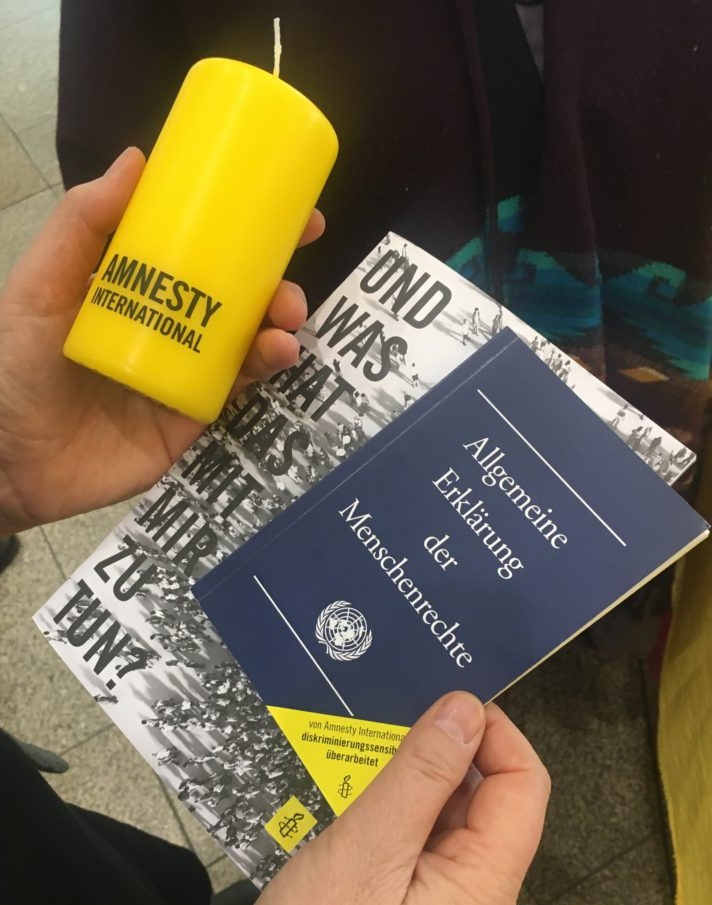 AMNESTY
INTERNATIONAL
UND
WAS
HAT
DAS
MIT
MIR
ZU
TUN?
Allgemeine
Erklärung
der
Menschenrechte
von Amnesty International
diskriminierungssensibel
überarbeitet